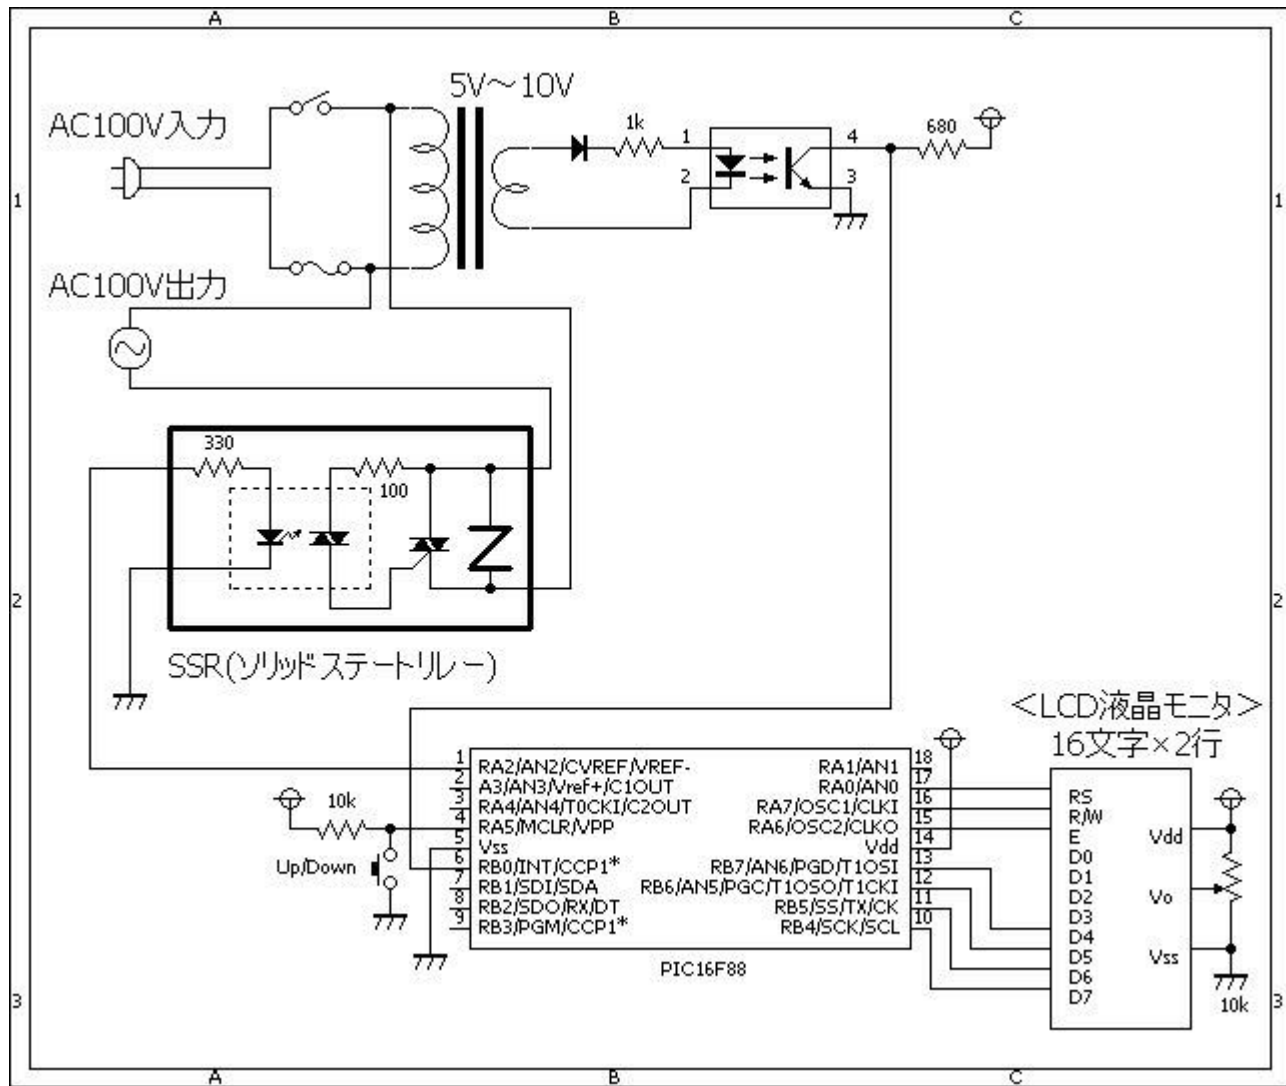 A B C
5V～10V
AC100V入力
1k
1
4
680
2
3
1
1
AC100V出力
330
100
2
2
SSR(ソリッドステートリレー)
＜LCD液晶モニタ＞
16文字×2行
1 RA2/AN2/CVREF/VREF- RA1/AN1 18
2 A3/AN3/Vref+/C1OUT RA0/AN0 17
3 RA4/AN4/T0CKI/C2OUT RA7/OSC1/CLKI 16
4 RA5/MCLR/VPP RA6/OSC2/CLKO 15
5 Vss Vdd 14
6 RB0/INT/CCP1* RB7/AN6/PGD/T1OSI 13
7 RB1/SDI/SDA RB6/AN5/PGC/T1OSO/T1CKI 12
8 RB2/SDO/RX/DT RB5/SS/TX/CK 11
9 RB3/PGM/CCP1* RB4/SCK/SCL 10
10k
Up/Down
PIC16F88
RS
R/W
E
D0
D1
D2
D3
D4
D5
D6
D7
Vdd
Vo
Vss
10k
3
3
A B C